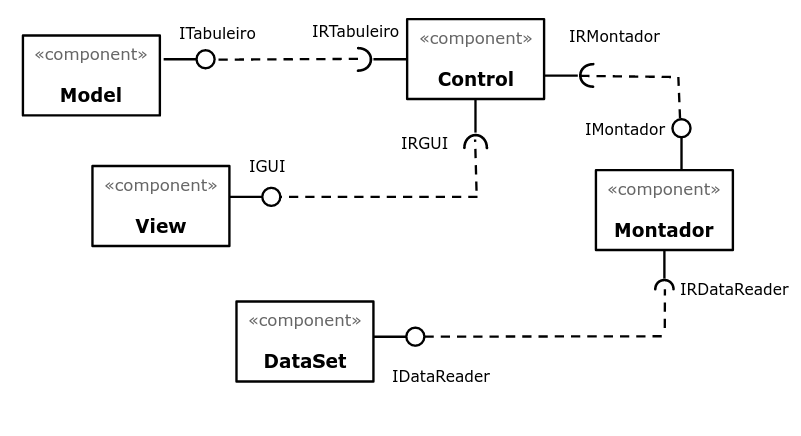 ITabuleiro
IRTabuleiro
«component»
Control
IRMontador
«component»
Model
IMontador
IRGUI
IGUI
«component»
View
«component»
Montador
IRDataReader
«component»
DataSet
IDataReader